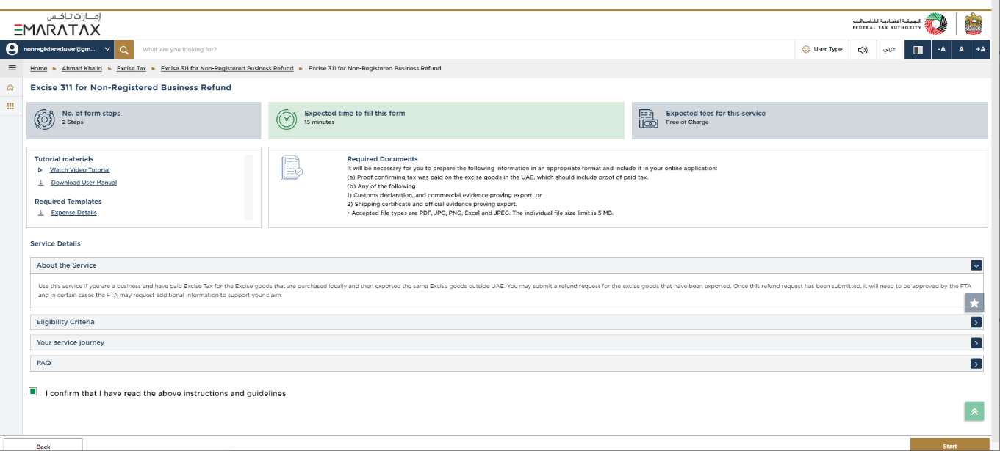 إمـــارات تـاكــس
EMARATAX
الهيئة الاتحادية للضرائب
FEDERAL TAX AUTHORITY
nonregistereduser@gm...
What are you looking for?
User Type
عربي
-A
A
+A
Home ▸ Ahmad Khalid ▸ Excise Tax ▸ Excise 311 for Non-Registered Business Refund ▸ Excise 311 for Non-Registered Business Refund
Excise 311 for Non-Registered Business Refund
No. of form steps
2 Steps
Expected time to fill this form
15 minutes
Expected fees for this service
Free of Charge
Tutorial materials
Watch Video Tutorial
Download User Manual
Required Templates
Expense Details
Required Documents
It will be necessary for you to prepare the following information in an appropriate format and include it in your online application:
(a) Proof confirming tax was paid on the excise goods in the UAE, which should include proof of paid tax.
(b) Any of the following
1) Customs declaration, and commercial evidence proving export, or
2) Shipping certificate and official evidence proving export.
• Accepted file types are PDF, JPG, PNG, Excel and JPEG. The individual file size limit is 5 MB.
Service Details
About the Service
Use this service if you are a business and have paid Excise Tax for the Excise goods that are purchased locally and then exported the same Excise goods outside UAE. You may submit a refund request for the excise goods that have been exported. Once this refund request has been submitted, it will need to be approved by the FTA
and in certain cases the FTA may request additional information to support your claim.
Eligibility Criteria
Your service journey
FAQ
I confirm that I have read the above instructions and guidelines
Back
Start